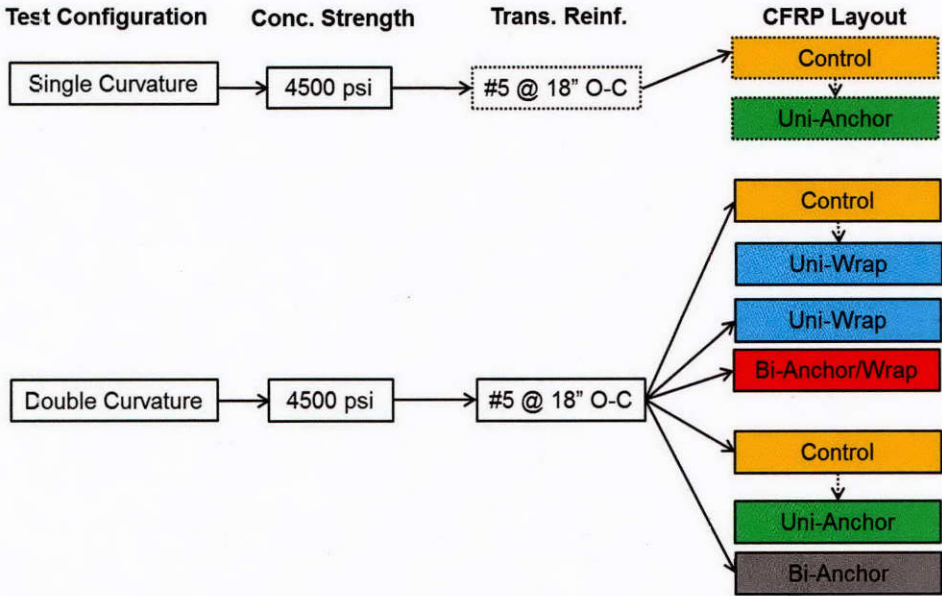 Test Configuration Conc. Strength Trans. Reinf. CFRP Layout
Single Curvature 4500 psi #5 @ 18" O-C Control
Uni-Anchor
Control
Uni-Wrap
Uni-Wrap
Bi-Anchor/Wrap
Double Curvature 4500 psi #5 @ 18" O-C
Control
Uni-Anchor
Bi-Anchor